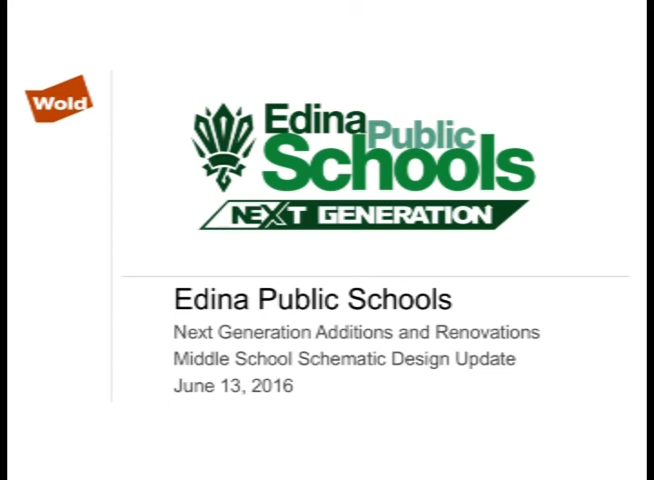 Wold
Edina Public
Schools
NEXT GENERATION
Edina Public Schools
Next Generation Additions and Renovations
Middle School Schematic Design Update
June 13, 2016